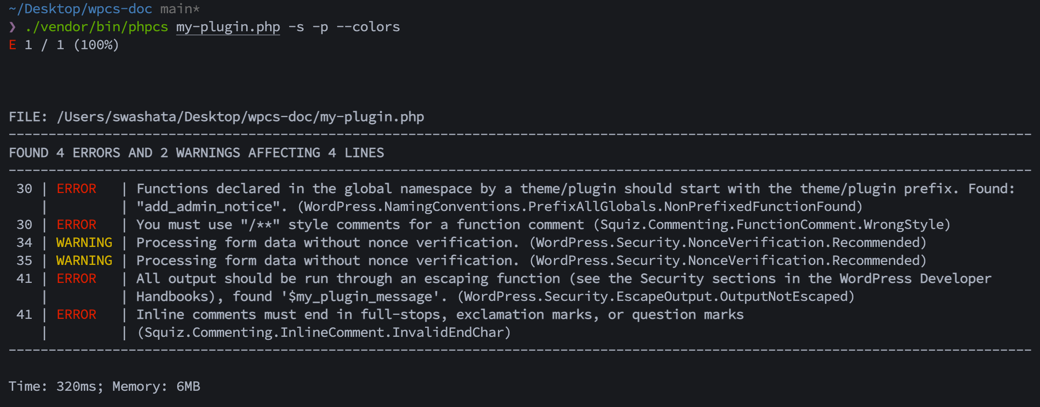 ~/Desktop/wpcs-doc main*
❯ ./vendor/bin/phpcs my-plugin.php -s -p --colors
E 1 / 1 (100%)
FILE: /Users/swashata/Desktop/wpcs-doc/my-plugin.php
--------------------------------------------------------------------------------------------------------------------------------
FOUND 4 ERRORS AND 2 WARNINGS AFFECTING 4 LINES
--------------------------------------------------------------------------------------------------------------------------------
30 | ERROR   | Functions declared in the global namespace by a theme/plugin should start with the theme/plugin prefix. Found:
   |         | "add_admin_notice". (WordPress.NamingConventions.PrefixAllGlobals.NonPrefixedFunctionFound)
30 | ERROR   | You must use "/**" style comments for a function comment (Squiz.Commenting.FunctionComment.WrongStyle)
34 | WARNING | Processing form data without nonce verification. (WordPress.Security.NonceVerification.Recommended)
35 | WARNING | Processing form data without nonce verification. (WordPress.Security.NonceVerification.Recommended)
41 | ERROR   | All output should be run through an escaping function (see the Security sections in the WordPress Developer
   |         | Handbooks), found '$my_plugin_message'. (WordPress.Security.EscapeOutput.OutputNotEscaped)
41 | ERROR   | Inline comments must end in full-stops, exclamation marks, or question marks
   |         | (Squiz.Commenting.InlineComment.InvalidEndChar)
--------------------------------------------------------------------------------------------------------------------------------
Time: 320ms; Memory: 6MB